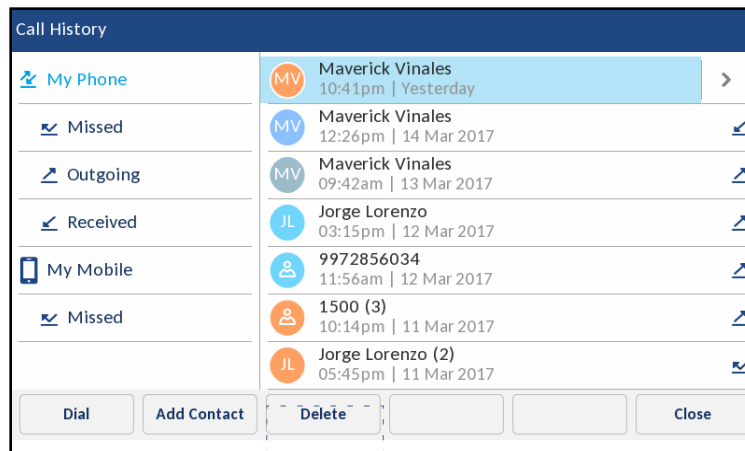 Call History
My Phone
Missed
Outgoing
Received
My Mobile
Missed
MV
Maverick Vinales
10:41pm | Yesterday
MV
Maverick Vinales
12:26pm | 14 Mar 2017
MV
Maverick Vinales
09:42am | 13 Mar 2017
JL
Jorge Lorenzo
03:15pm | 12 Mar 2017
9972856034
11:56am | 12 Mar 2017
1500 (3)
10:14pm | 11 Mar 2017
JL
Jorge Lorenzo (2)
05:45pm | 11 Mar 2017
Dial
Add Contact
Delete
Close